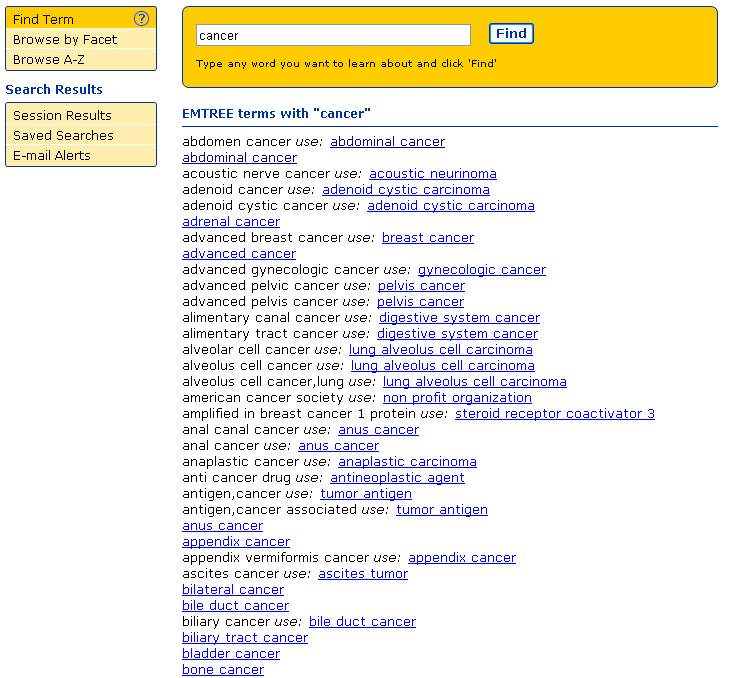 Find Term ?
Browse by Facet
Browse A-Z
Search Results
Session Results
Saved Searches
E-mail Alerts
cancer Find
Type any word you want to learn about and click 'Find'
EMTREE terms with "cancer"
abdomen cancer use: abdominal cancer
abdominal cancer
acoustic nerve cancer use: acoustic neurinoma
adenoid cancer use: adenoid cystic carcinoma
adenoid cystic cancer use: adenoid cystic carcinoma
adrenal cancer
advanced breast cancer use: breast cancer
advanced cancer
advanced gynecologic cancer use: gynecologic cancer
advanced pelvic cancer use: pelvis cancer
advanced pelvis cancer use: pelvis cancer
alimentary canal cancer use: digestive system cancer
alimentary tract cancer use: digestive system cancer
alveolar cell cancer use: lung alveolus cell carcinoma
alveolus cell cancer use: lung alveolus cell carcinoma
alveolus cell cancer,lung use: lung alveolus cell carcinoma
american cancer society use: non profit organization
amplified in breast cancer 1 protein use: steroid receptor coactivator 3
anal canal cancer use: anus cancer
anal cancer use: anus cancer
anaplastic cancer use: anaplastic carcinoma
anti cancer drug use: antineoplastic agent
antigen,cancer use: tumor antigen
antigen,cancer associated use: tumor antigen
anus cancer
appendix cancer
appendix vermiformis cancer use: appendix cancer
ascites cancer use: ascites tumor
bilateral cancer
bile duct cancer
biliary cancer use: bile duct cancer
biliary tract cancer
bladder cancer
bone cancer